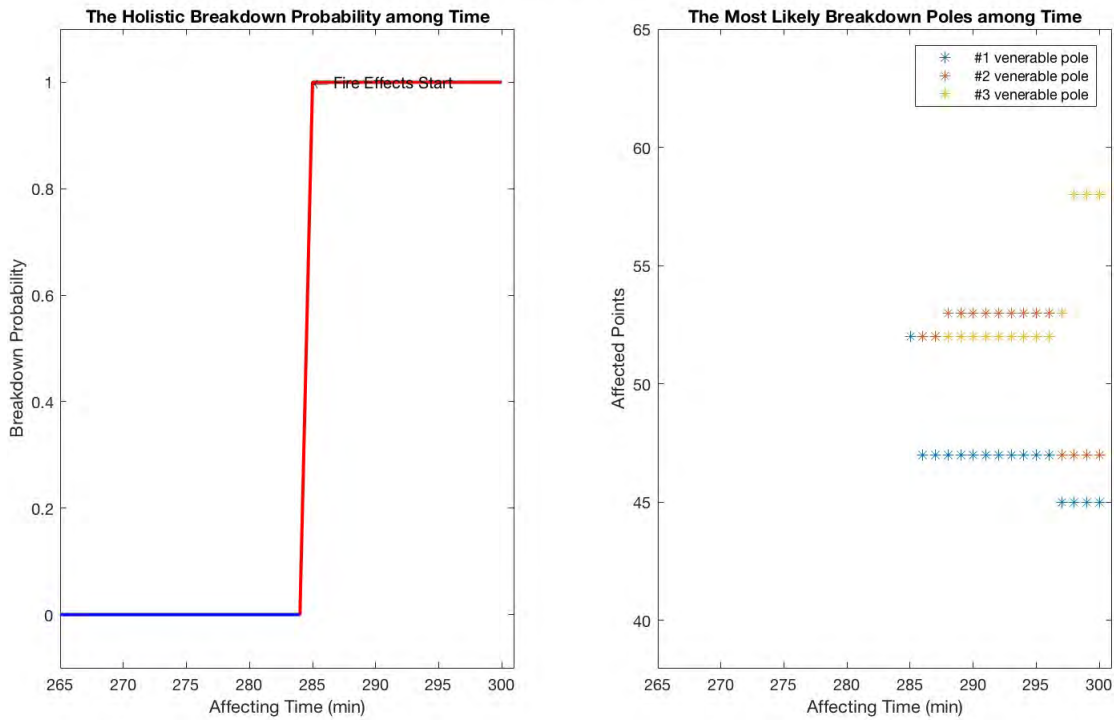 The Holistic Breakdown Probability among Time
1
0.8
0.6
0.4
0.2
0
Breakdown Probability
Fire Effects Start
265 270 275 280 285 290 295 300
Affecting Time (min)
The Most Likely Breakdown Poles among Time
65
60
55
50
45
40
Affected Points
#1 venerable pole
#2 venerable pole
#3 venerable pole
265 270 275 280 285 290 295 300
Affecting Time (min)